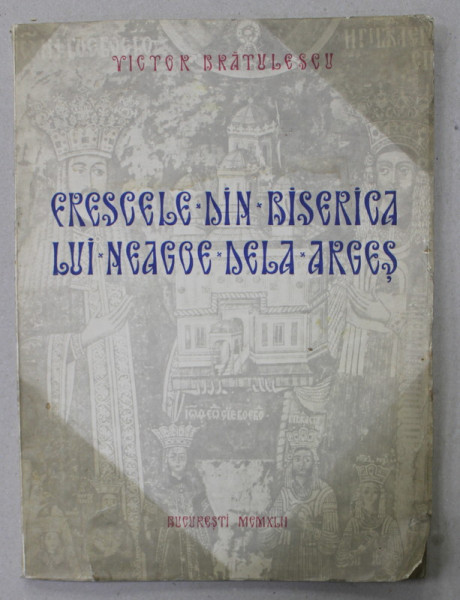 VICTOR BRĂTULESCU
FRESCELE · DIN · BISERICA
LUI · NEAGOE · DELA · ARGEȘ
BUCUREȘTI MCMXLII